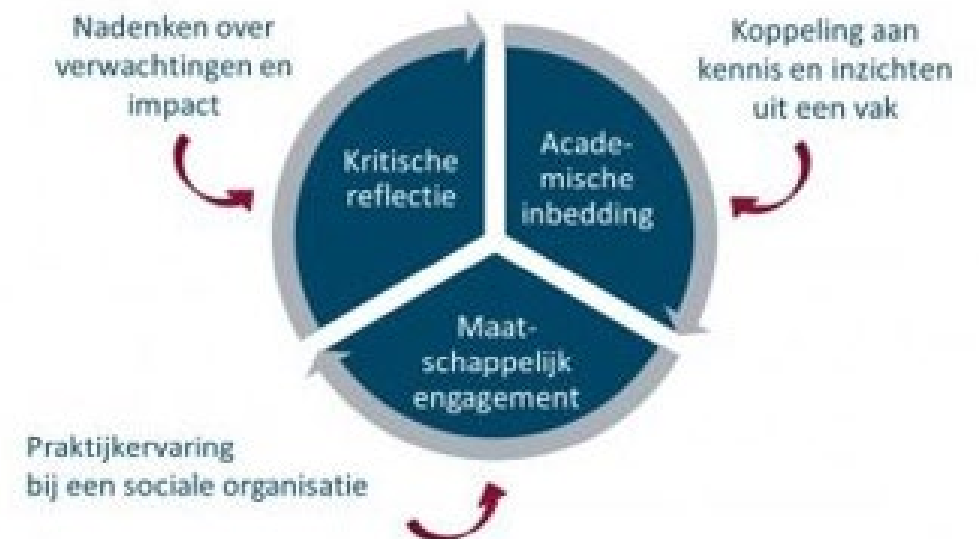 Nadenken over
verwachtingen en
impact
Koppeling aan
kennis en inzichten
uit een vak
Kritische
reflectie
Acade-
mische
inbedding
Maat-
schappelijk
engagement
Praktijkervaring
bij een sociale organisatie